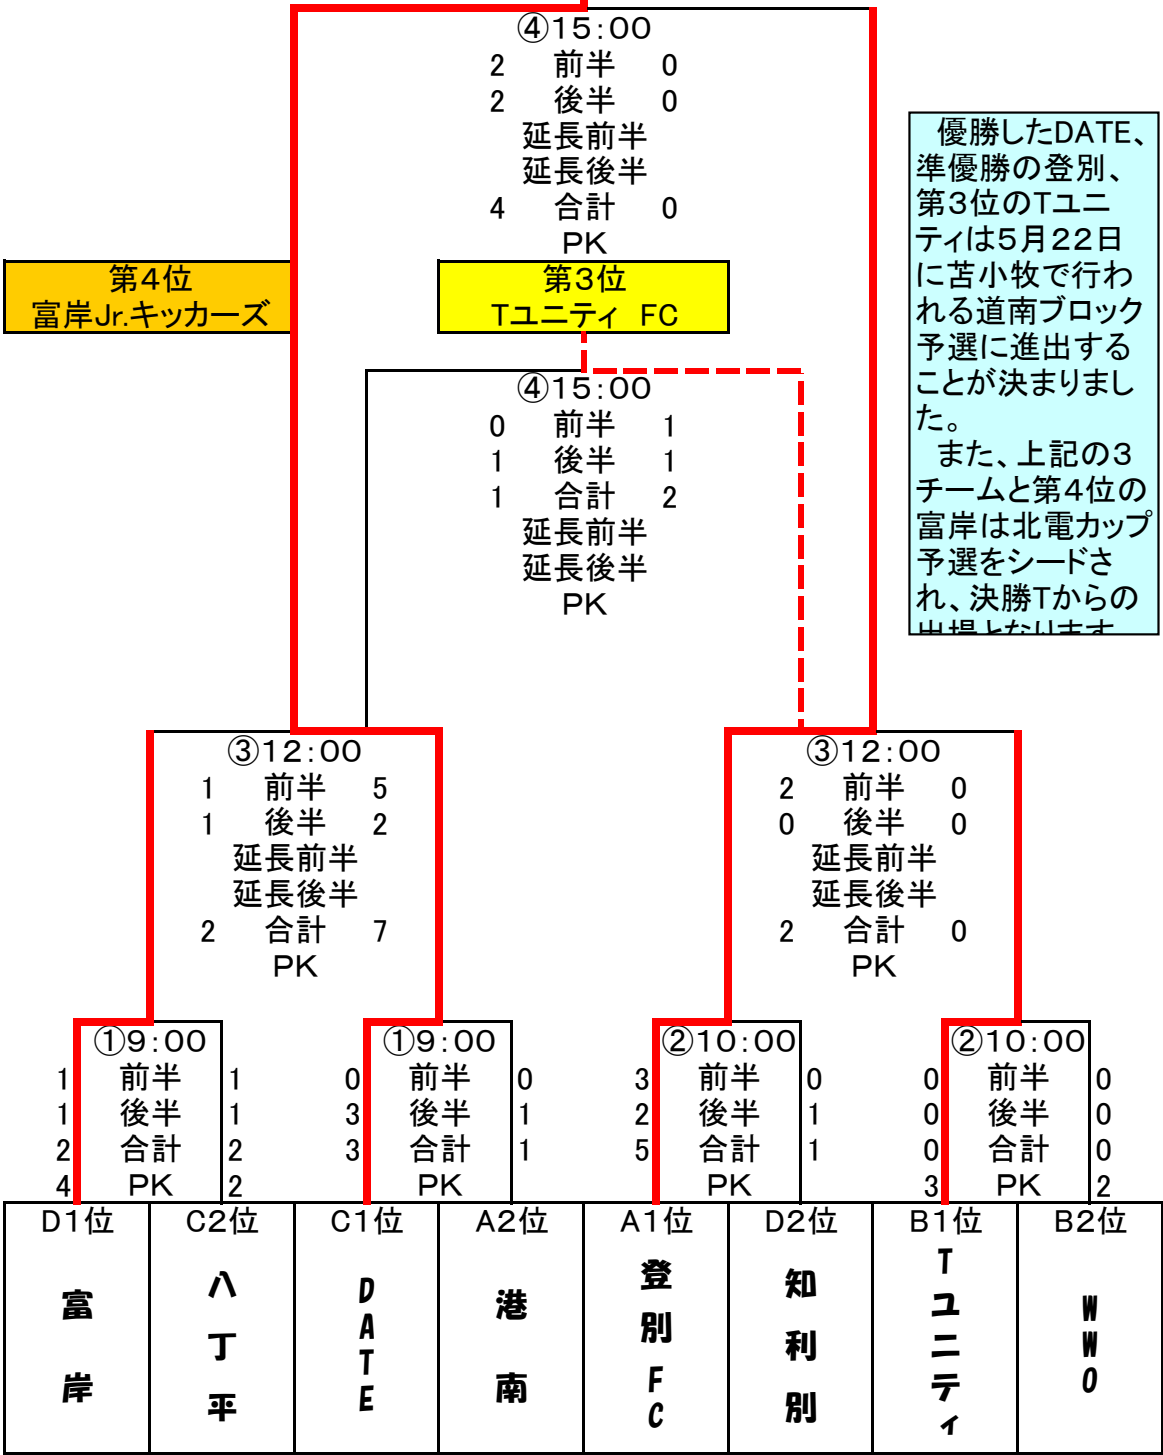 ④15:00
2 前半 0
2 後半 0
延長前半
延長後半
4 合計 0
PK
優勝したDATE、
準優勝の登別、
第3位のTユニ
ティは5月22日
に苫小牧で行わ
れる道南ブロック
予選に進出する
ことが決まりまし
た。
また、上記の3
チームと第4位の
富岸は北電カップ
予選をシードさ
れ、決勝Tからの
出場となります
第4位
富岸Jr.キッカーズ
第3位
Tユニティ FC
④15:00
0 前半 1
1 後半 1
1 合計 2
延長前半
延長後半
PK
③12:00
1 前半 5
1 後半 2
延長前半
延長後半
2 合計 7
PK
③12:00
2 前半 0
0 後半 0
延長前半
延長後半
2 合計 0
PK
①9:00
1 前半 1
1 後半 1
2 合計 2
4 PK 2
①9:00
0 前半 0
3 後半 1
3 合計 1
PK
②10:00
3 前半 0
2 後半 1
5 合計 1
PK
②10:00
0 前半 0
0 後半 0
0 合計 0
3 PK 2
D1位
富岸
C2位
八丁平
C1位
DATE
A2位
港南
A1位
登別FC
D2位
知利別
B1位
Tユニティ
B2位
WWO